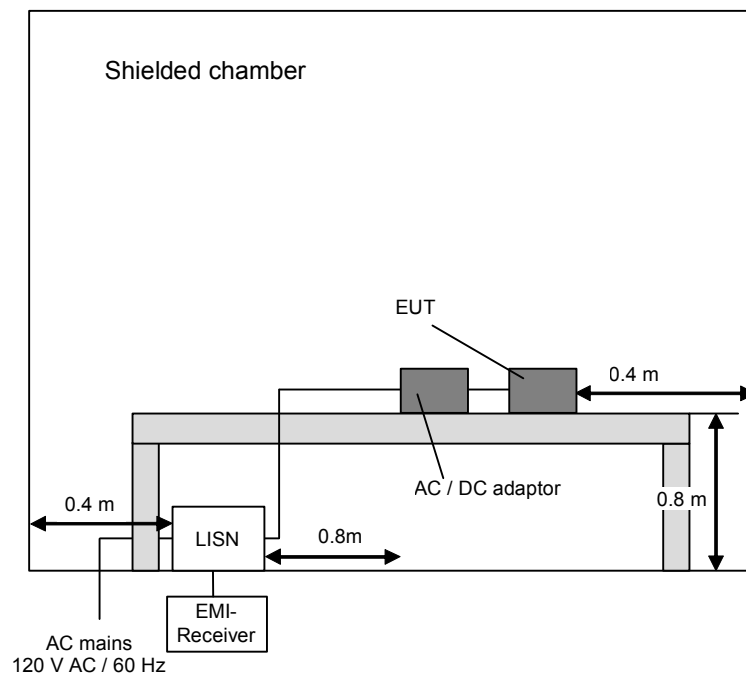 Shielded chamber
EUT
0.4 m
AC / DC adaptor
0.8 m
0.4 m
LISN
0.8m
EMI-
Receiver
AC mains
120 V AC / 60 Hz